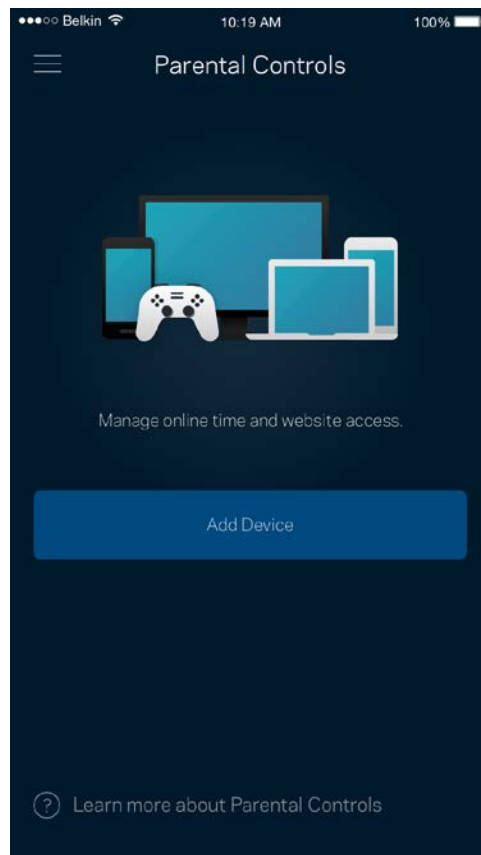 Belkin 10:19 AM 100%
Parental Controls
Manage online time and website access.
Add Device
? Learn more about Parental Controls